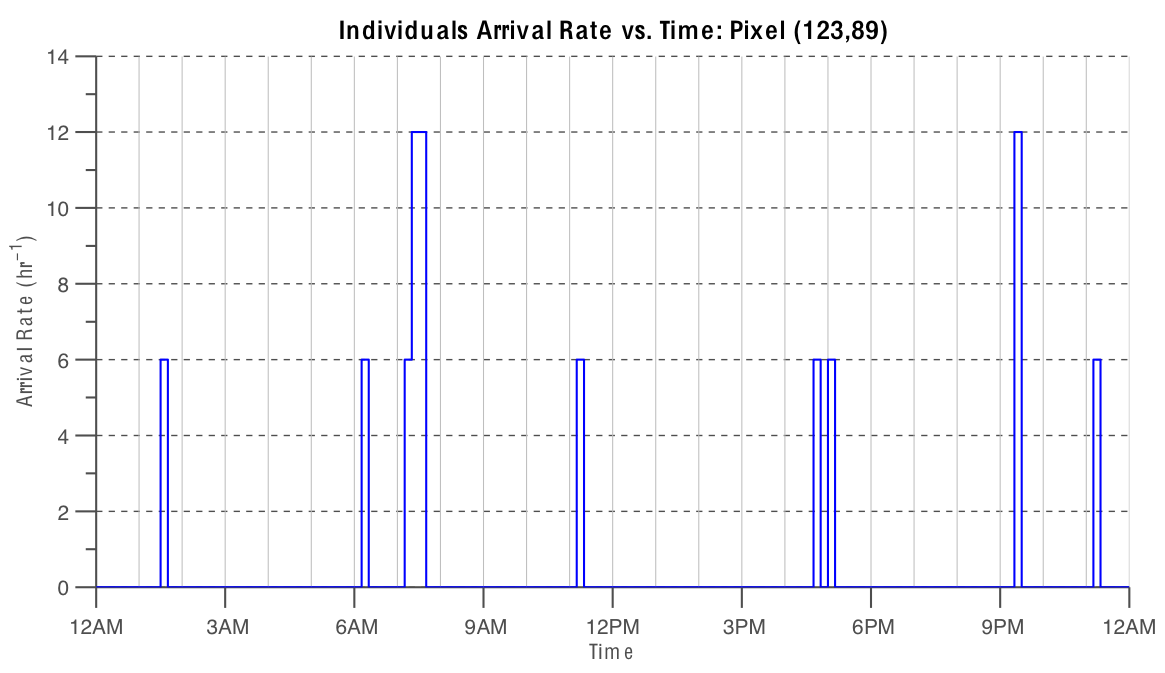 Individuals Arrival Rate vs. Time: Pixel (123,89)
14
12
10
8
6
4
2
0
Arrival Rate (hr⁻¹)
12AM 3AM 6AM 9AM 12PM 3PM 6PM 9PM 12AM
Time